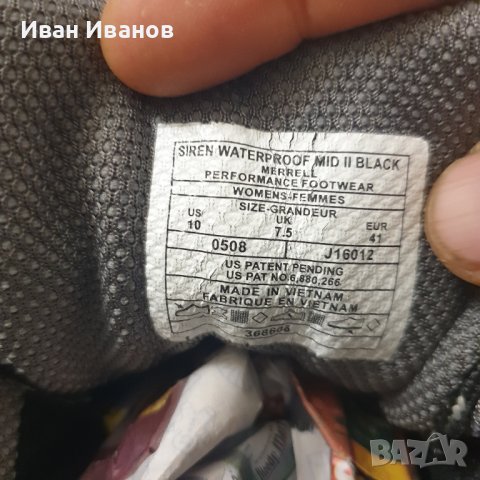 Иван Иванов
SIREN WATERPROOF MID II BLACK
MERRELL
PERFORMANCE FOOTWEAR
WOMENS-FEMMES
SIZE-GRANDEUR
US UK EUR
10 7.5 41
0508 J16012
US PATENT PENDING
US PAT NO.6,880,266
MADE IN VIETNAM
FABRIQUE EN VIETNAM
368606
BAZAR